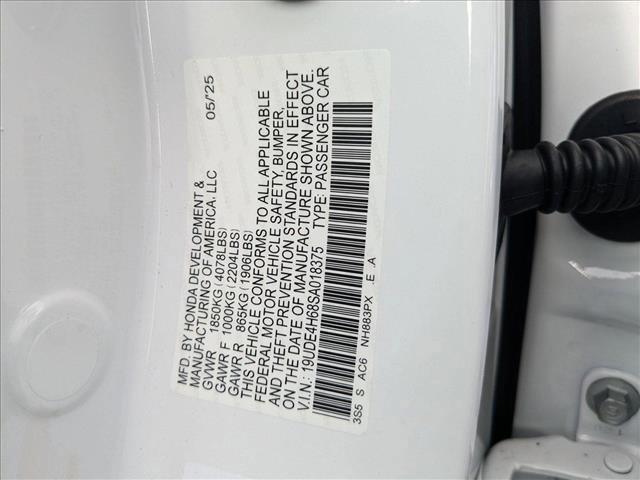 MFD. BY HONDA DEVELOPMENT &
MANUFACTURING OF AMERICA, LLC 05/'25
GVWR 1850KG (4078LBS)
GAWR F 1000KG (2204LBS)
GAWR R 865KG (1906LBS)
THIS VEHICLE CONFORMS TO ALL APPLICABLE
FEDERAL MOTOR VEHICLE SAFETY, BUMPER,
AND THEFT PREVENTION STANDARDS IN EFFECT
ON THE DATE OF MANUFACTURE SHOWN ABOVE.
V.I.N.: 19UDE4H68SA018375 TYPE: PASSENGER CAR
3S5 S AC6 NH883PX .E .A